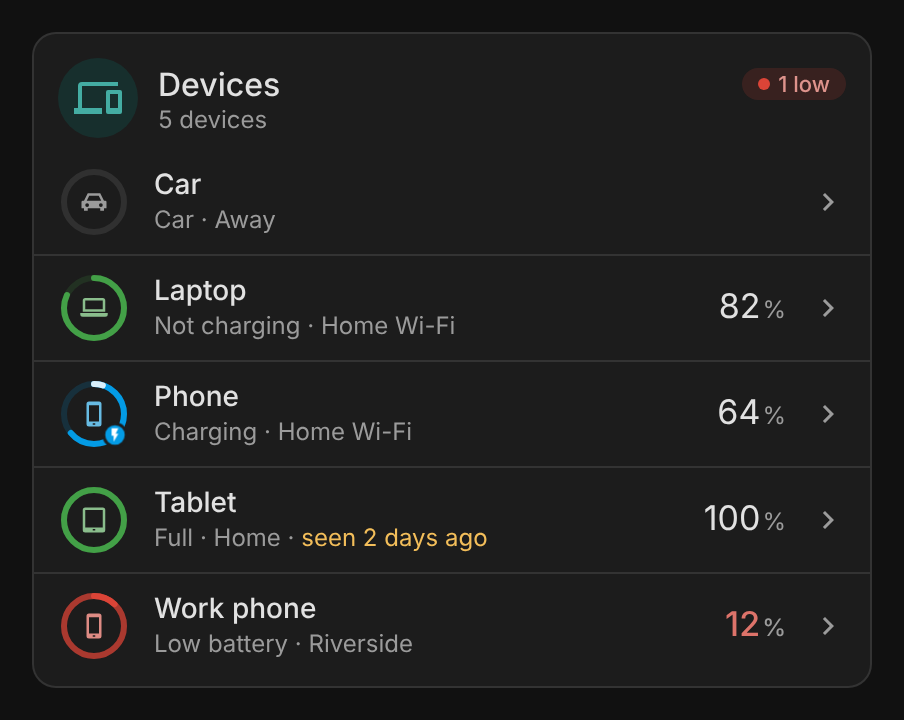 Devices
5 devices
1 low
Car
Car · Away
Laptop
Not charging · Home Wi-Fi
82%
Phone
Charging · Home Wi-Fi
64%
Tablet
Full · Home · seen 2 days ago
100%
Work phone
Low battery · Riverside
12%